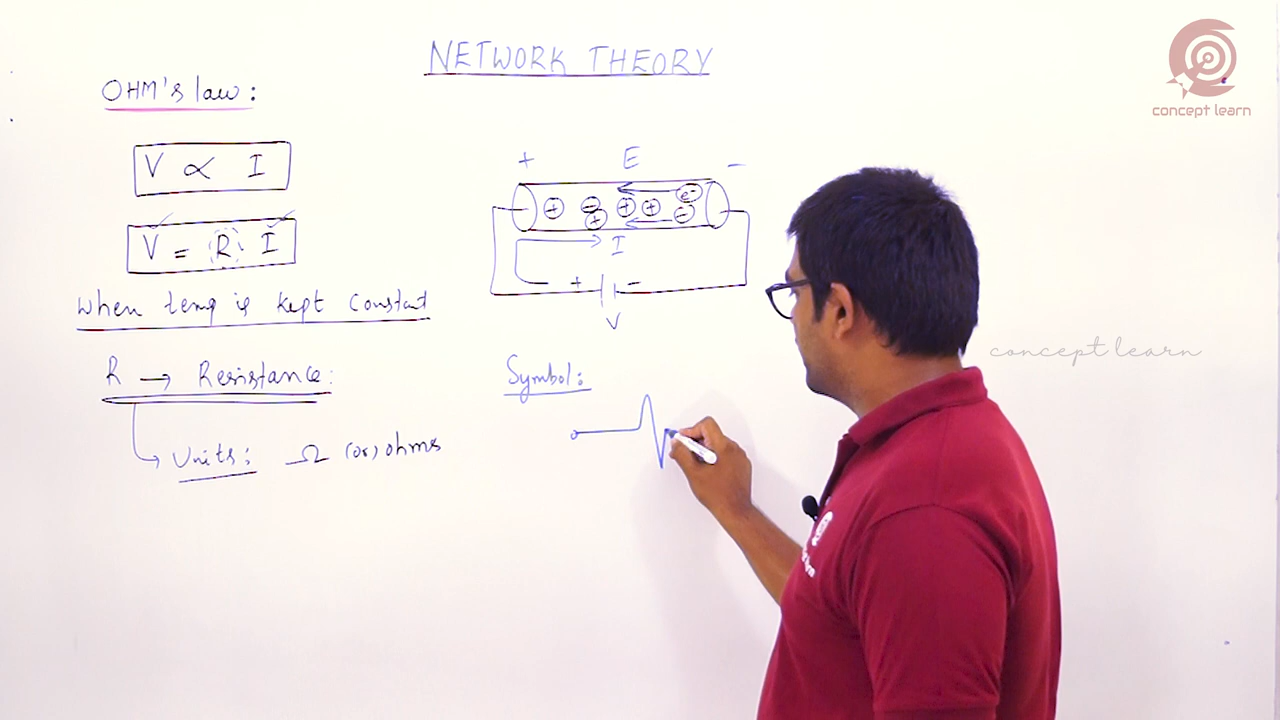 NETWORK THEORY
concept learn
OHM's law:
V ∝ I
V = R I
When temp is kept constant
R → Resistance:
Units: Ω (or) ohms
+ E −
+ − + + + e- −
I
+ −
V
Symbol:
concept learn